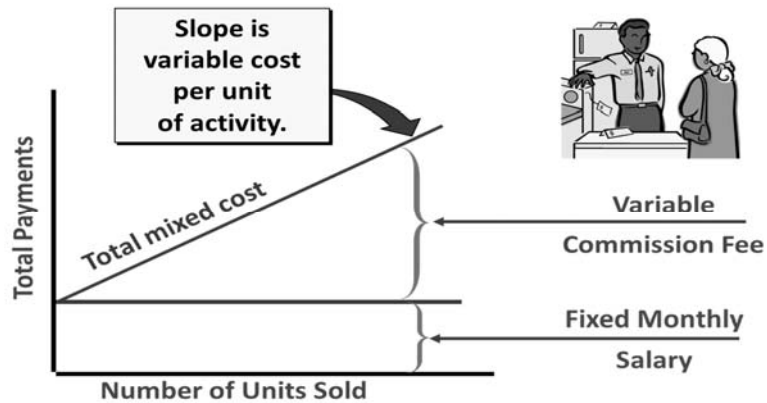 Slope is
variable cost
per unit
of activity.
Total Payments
Total mixed cost
Variable
Commission Fee
Fixed Monthly
Salary
Number of Units Sold